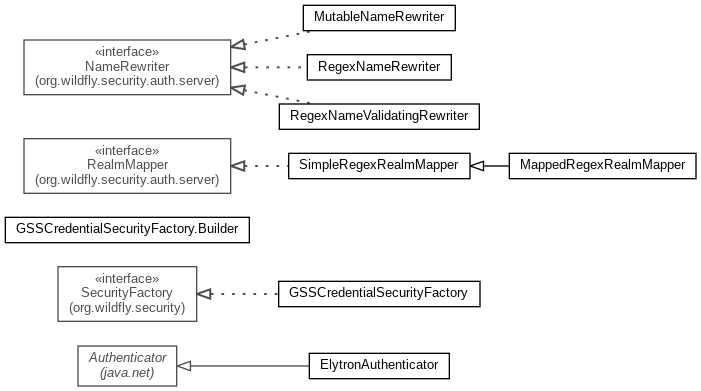 MutableNameRewriter
«interface»
NameRewriter
(org.wildfly.security.auth.server)
RegexNameRewriter
RegexNameValidatingRewriter
«interface»
RealmMapper
(org.wildfly.security.auth.server)
SimpleRegexRealmMapper
MappedRegexRealmMapper
GSSCredentialSecurityFactory.Builder
«interface»
SecurityFactory
(org.wildfly.security)
GSSCredentialSecurityFactory
Authenticator
(java.net)
ElytronAuthenticator